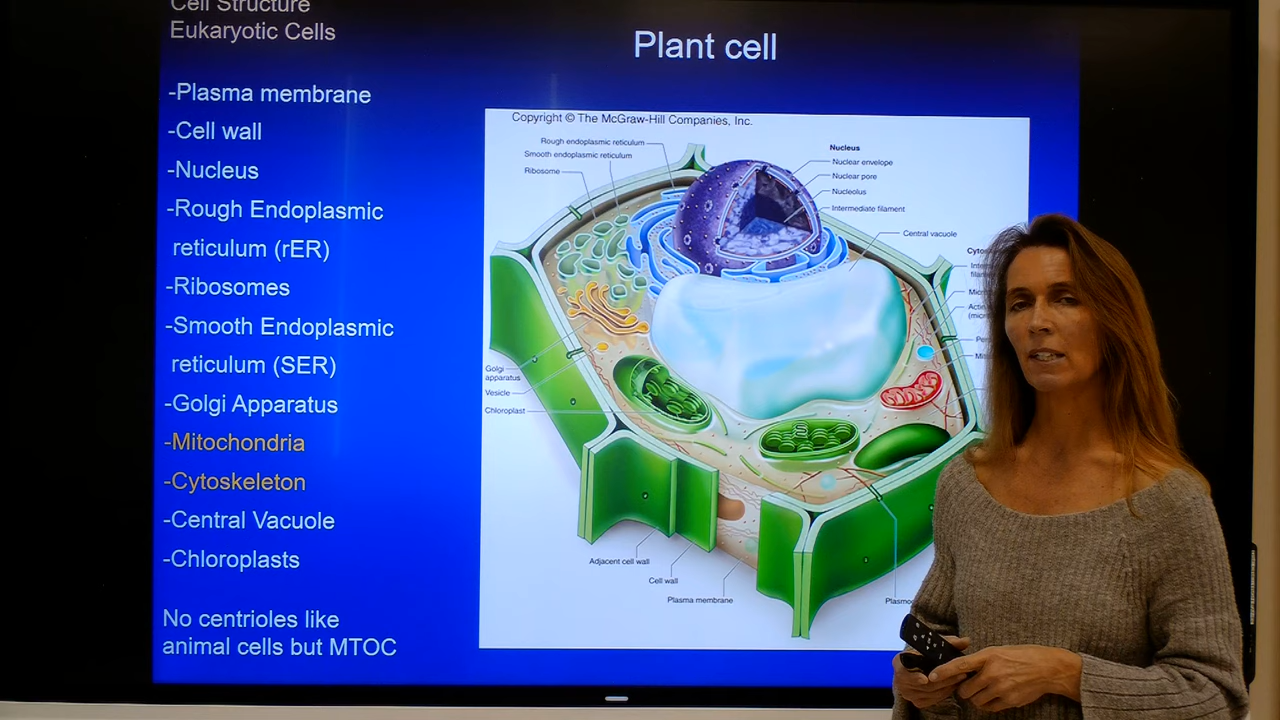 Cell Structure
Eukaryotic Cells
Plant cell
-Plasma membrane
-Cell wall
-Nucleus
-Rough Endoplasmic
reticulum (rER)
-Ribosomes
-Smooth Endoplasmic
reticulum (SER)
-Golgi Apparatus
-Mitochondria
-Cytoskeleton
-Central Vacuole
-Chloroplasts
No centrioles like
animal cells but MTOC
Copyright © The McGraw-Hill Companies, Inc.
Rough endoplasmic reticulum
Smooth endoplasmic reticulum
Ribosome
Nucleus
Nuclear envelope
Nuclear pore
Nucleolus
Intermediate filament
Central vacuole
Golgi
apparatus
Vesicle
Chloroplast
Adjacent cell wall
Cell wall
Plasma membrane